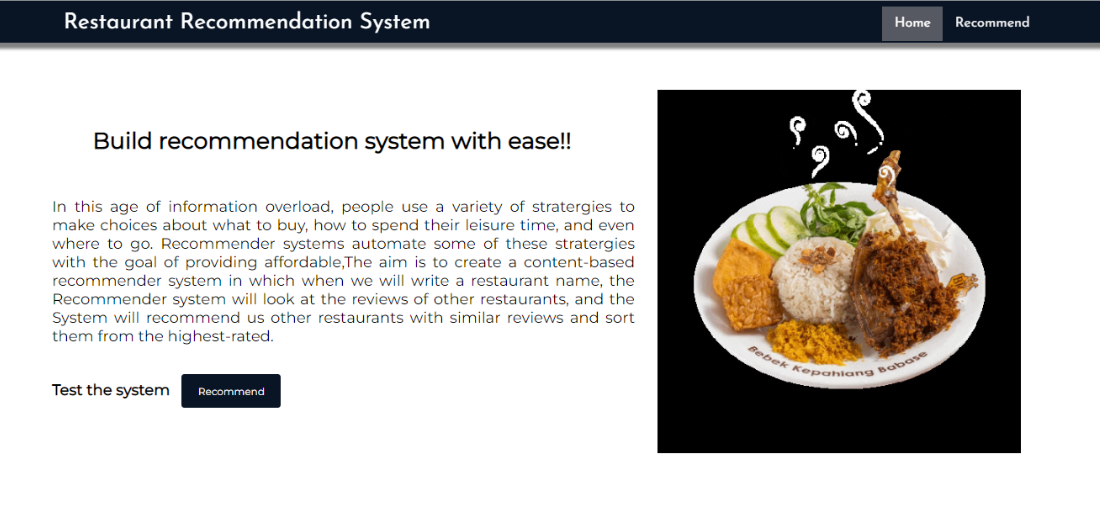 Restaurant Recommendation System
Home
Recommend
Build recommendation system with ease!!
In this age of information overload, people use a variety of stratergies to
make choices about what to buy, how to spend their leisure time, and even
where to go. Recommender systems automate some of these stratergies
with the goal of providing affordable,The aim is to create a content-based
recommender system in which when we will write a restaurant name, the
Recommender system will look at the reviews of other restaurants, and the
System will recommend us other restaurants with similar reviews and sort
them from the highest-rated.
Test the system
Recommend
Bebek Kepahiang Babase